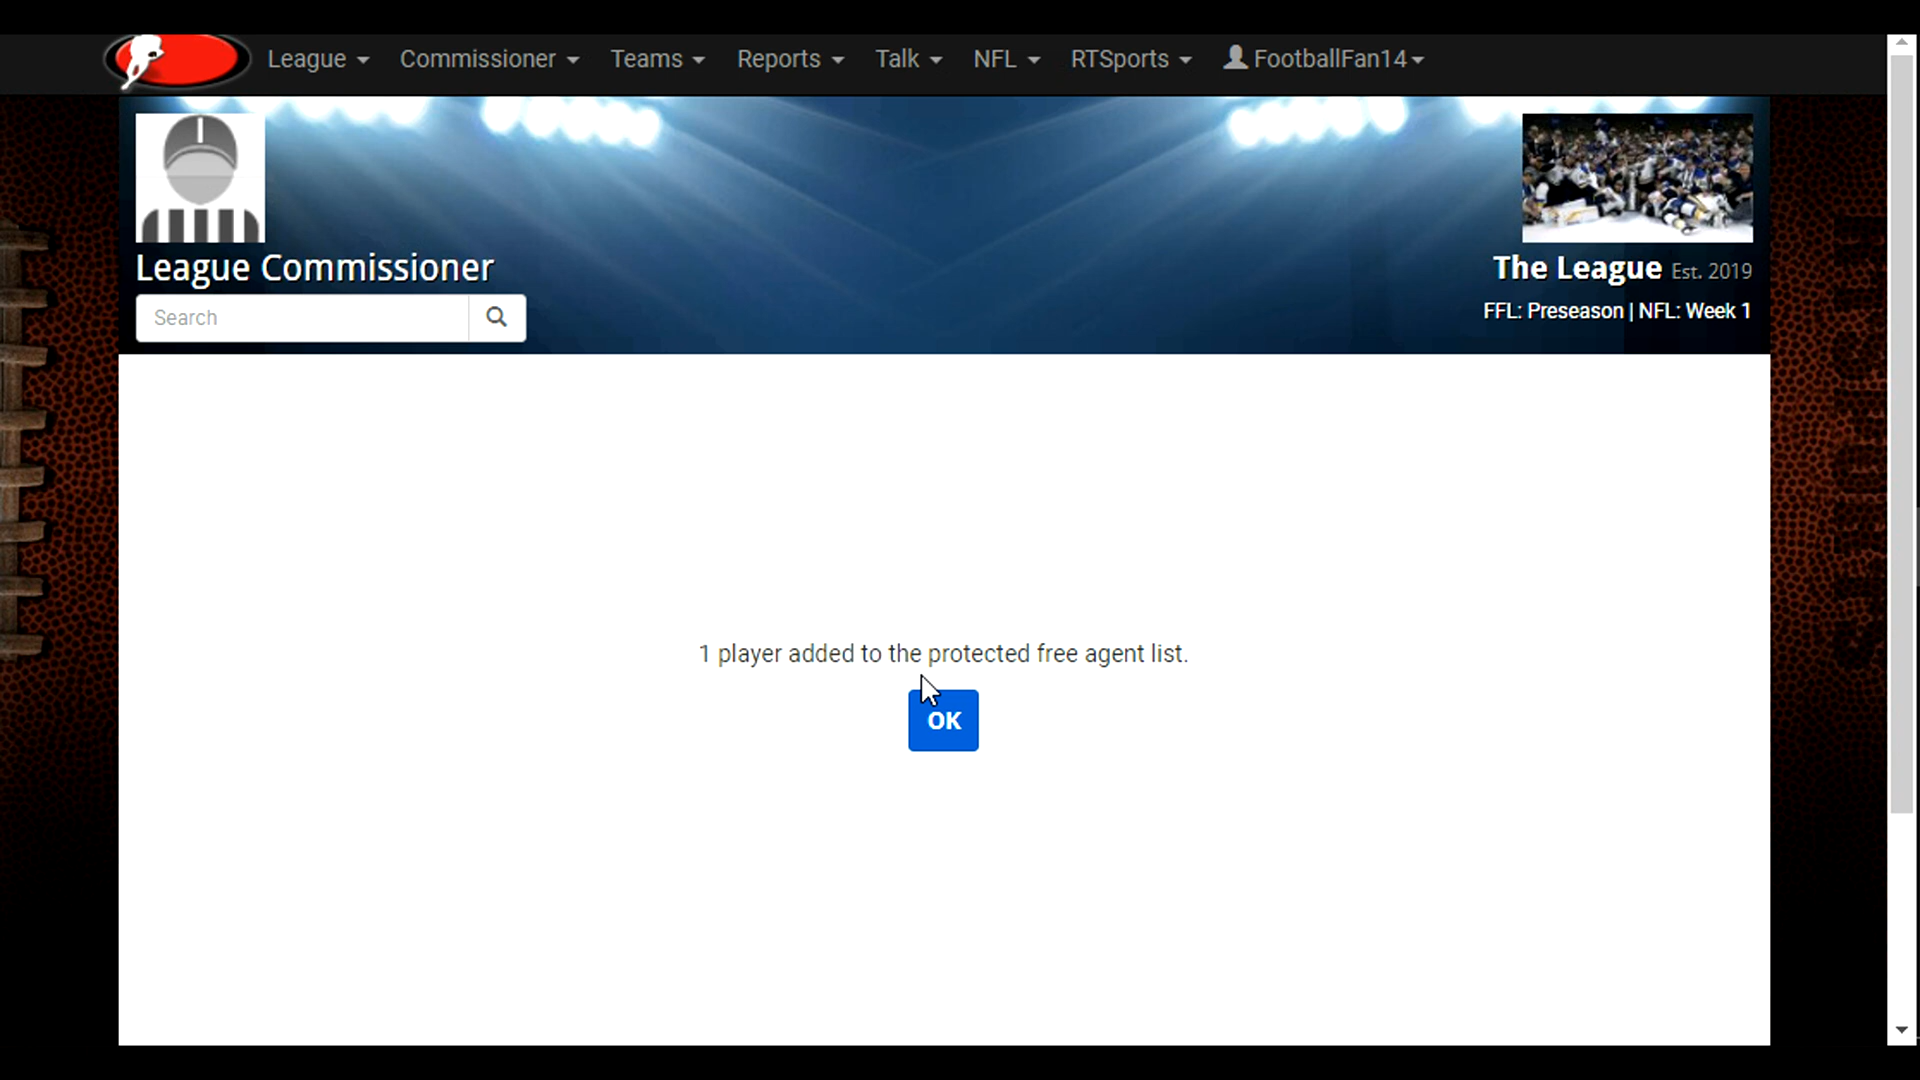 League Commissioner Teams Reports Talk NFL RTSports FootballFan14
League Commissioner
Search
The League Est. 2019
FFL: Preseason | NFL: Week 1
1 player added to the protected free agent list.
OK